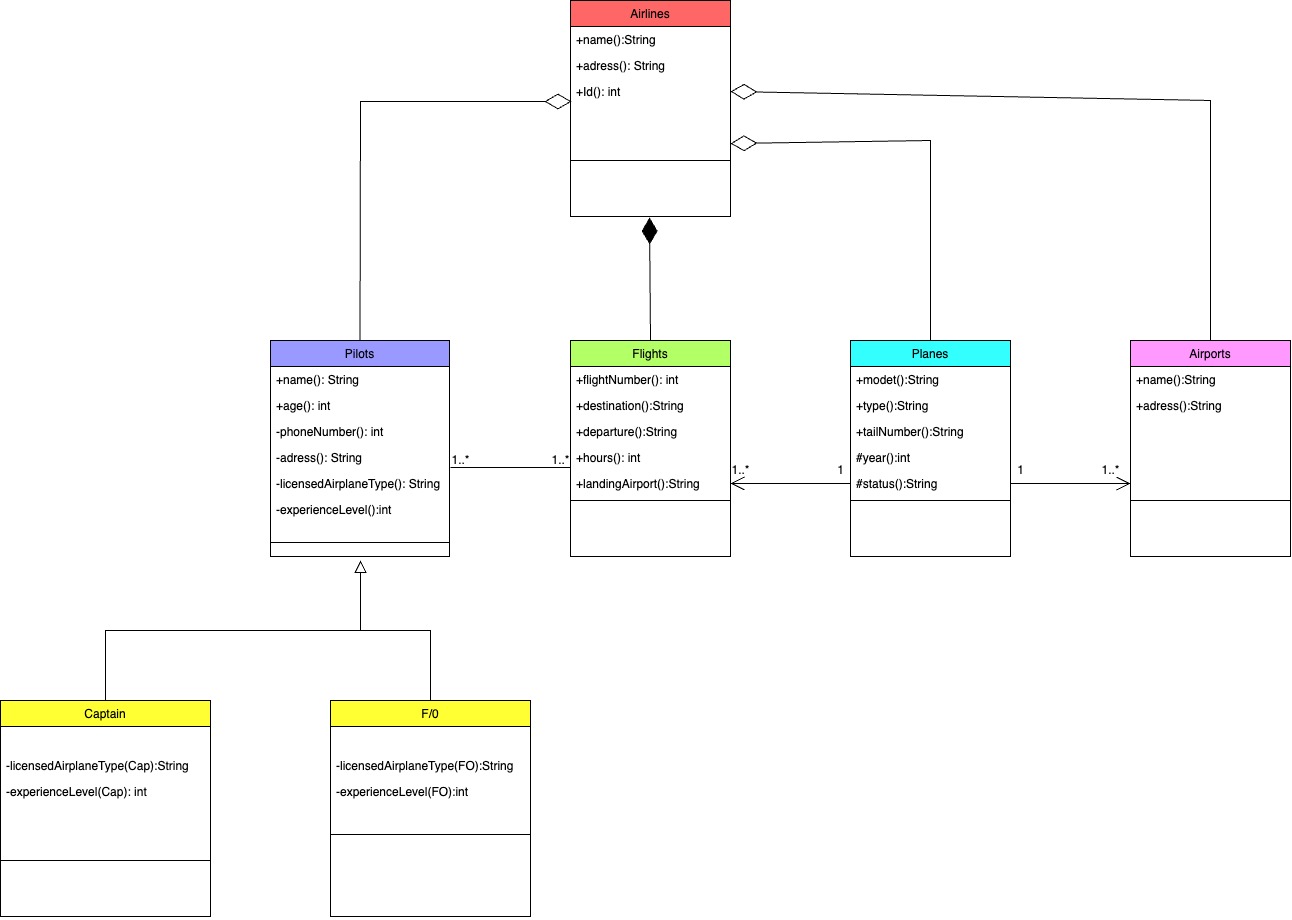 Airlines
+name():String
+adress(): String
+Id(): int
Pilots
+name(): String
+age(): int
-phoneNumber(): int
-adress(): String
-licensedAirplaneType(): String
-experienceLevel():int
1..*
1..*
Flights
+flightNumber(): int
+destination():String
+departure():String
+hours(): int
+landingAirport():String
1..*
1
Planes
+modet():String
+type():String
+tailNumber():String
#year():int
#status():String
1
1..*
Airports
+name():String
+adress():String
Captain
-licensedAirplaneType(Cap):String
-experienceLevel(Cap): int
F/0
-licensedAirplaneType(FO):String
-experienceLevel(FO):int